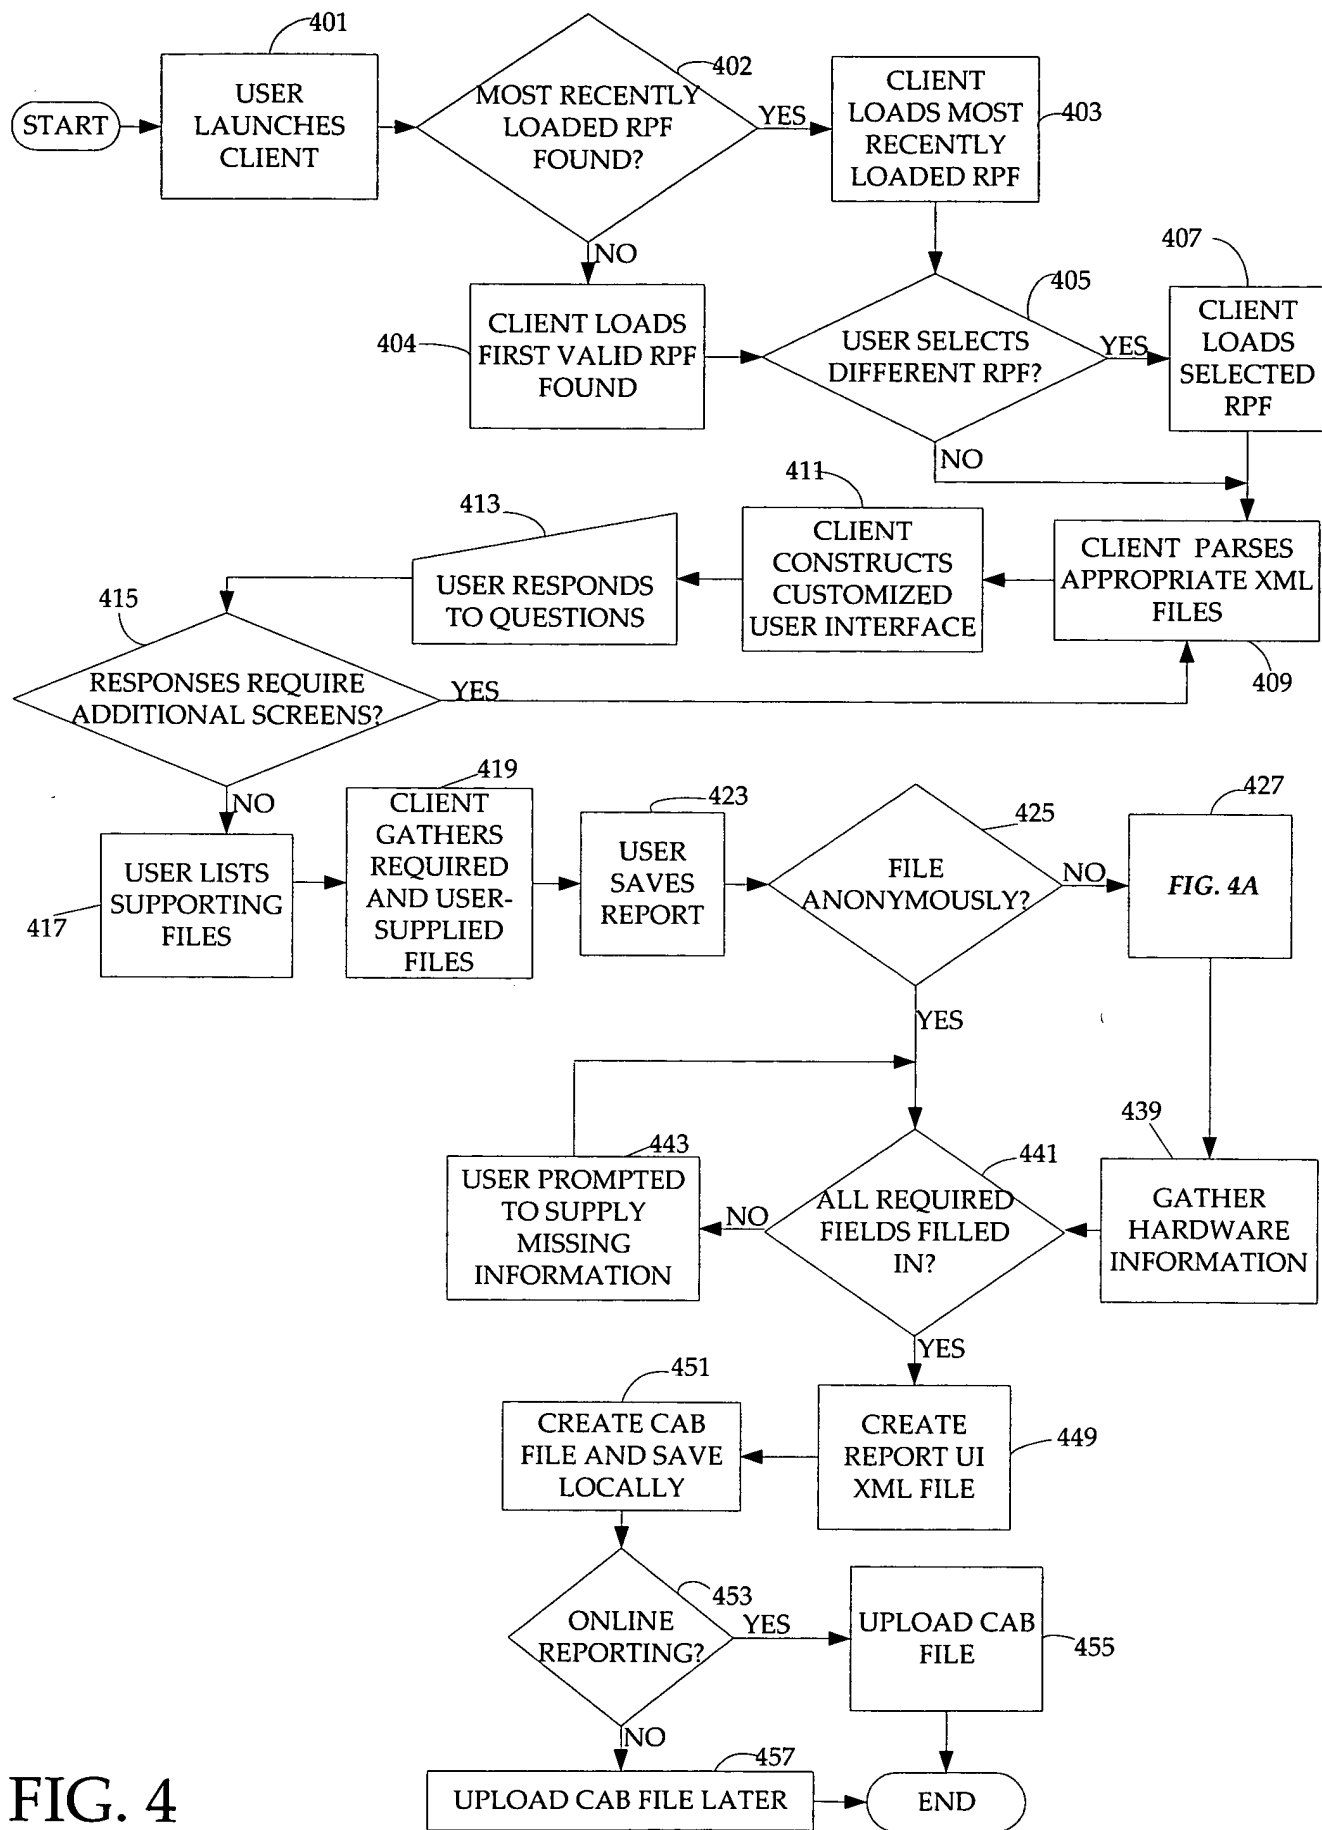 401
402
START
USER
LAUNCHES
CLIENT
MOST RECENTLY
LOADED RPF
FOUND?
YES
CLIENT
LOADS MOST
RECENTLY
LOADED RPF
403
NO
404
CLIENT LOADS
FIRST VALID RPF
FOUND
405
USER SELECTS
DIFFERENT RPF?
YES
407
CLIENT
LOADS
SELECTED
RPF
NO
409
CLIENT PARSES
APPROPRIATE XML
FILES
411
CLIENT
CONSTRUCTS
CUSTOMIZED
USER INTERFACE
413
USER RESPONDS
TO QUESTIONS
415
RESPONSES REQUIRE
ADDITIONAL SCREENS?
YES
NO
417
USER LISTS
SUPPORTING
FILES
419
CLIENT
GATHERS
REQUIRED
AND USER-
SUPPLIED
FILES
423
USER
SAVES
REPORT
425
FILE
ANONYMOUSLY?
NO
427
FIG. 4A
YES
439
GATHER
HARDWARE
INFORMATION
441
ALL REQUIRED
FIELDS FILLED
IN?
NO
443
USER PROMPTED
TO SUPPLY
MISSING
INFORMATION
YES
449
CREATE
REPORT UI
XML FILE
451
CREATE CAB
FILE AND SAVE
LOCALLY
453
ONLINE
REPORTING?
YES
455
UPLOAD CAB
FILE
NO
457
UPLOAD CAB FILE LATER
END
FIG. 4